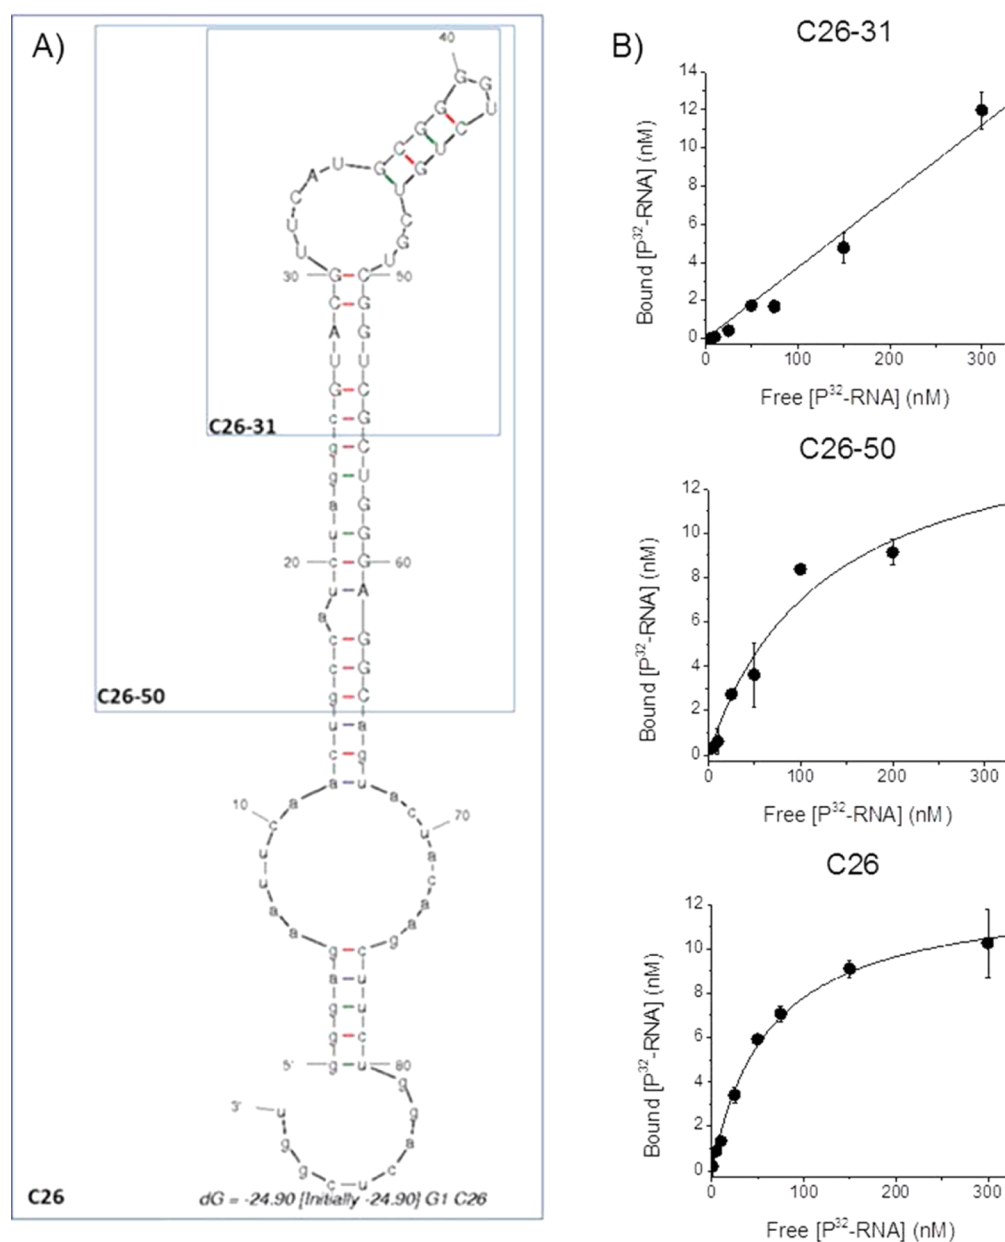 A)
40
30
50
C26-31
20
60
C26-50
10
70
5'
80
3'
C26
dG = -24.90 [Initially -24.90] G1 C26
B)
C26-31
Bound [P³²-RNA] (nM)
14
12
10
8
6
4
2
0
0 100 200 300
Free [P³²-RNA] (nM)
C26-50
Bound [P³²-RNA] (nM)
12
10
8
6
4
2
0
0 100 200 300
Free [P³²-RNA] (nM)
C26
Bound [P³²-RNA] (nM)
12
10
8
6
4
2
0
0 100 200 300
Free [P³²-RNA] (nM)